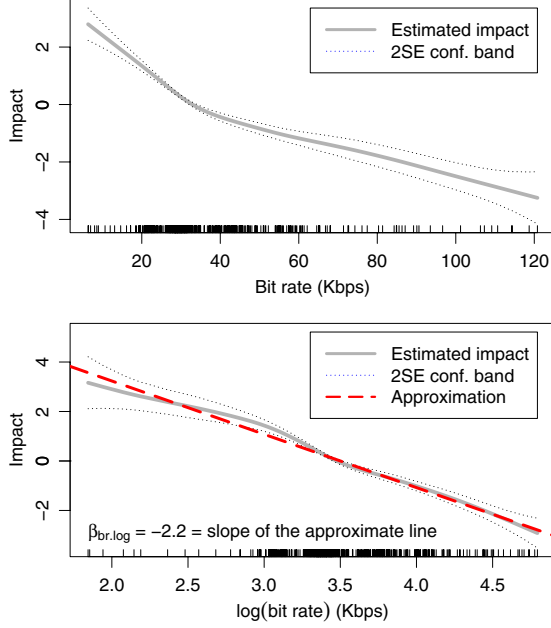 Estimated impact
2SE conf. band
2
0
−2
−4
Impact
20 40 60 80 100 120
Bit rate (Kbps)
Estimated impact
2SE conf. band
Approximation
4
2
0
−2
Impact
βbr.log = −2.2 = slope of the approximate line
2.0 2.5 3.0 3.5 4.0 4.5
log(bit rate) (Kbps)